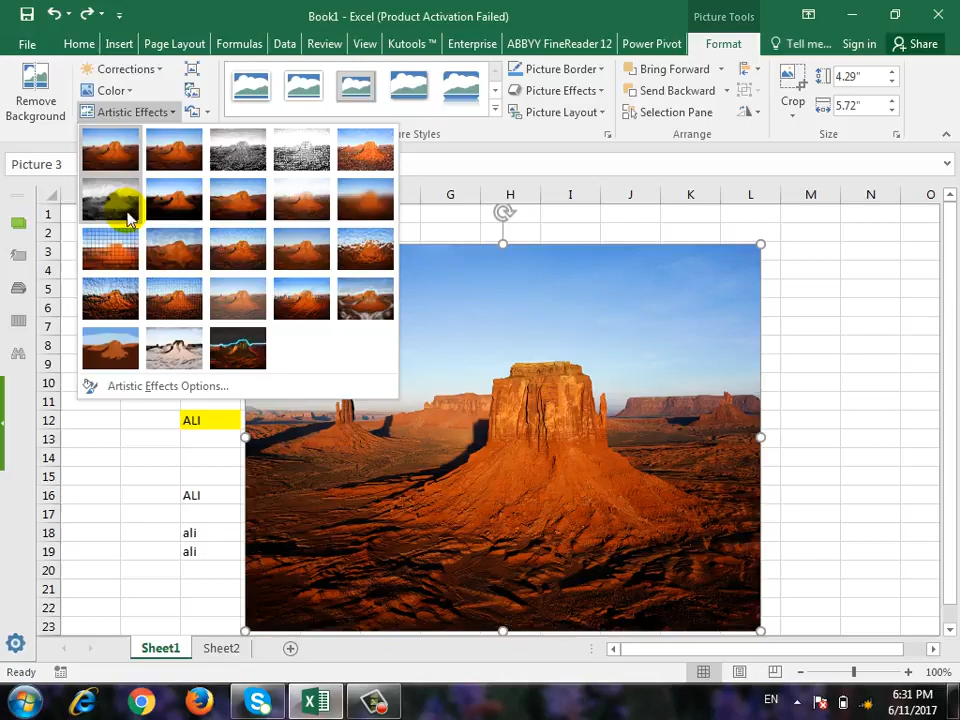 Book1 - Excel (Product Activation Failed)
Picture Tools
File Home Insert Page Layout Formulas Data Review View Kutools ™ Enterprise ABBYY FineReader 12 Power Pivot Format Tell me... Sign in Share
Remove Background
Corrections
Color
Artistic Effects
Picture Border
Picture Effects
Picture Layout
Bring Forward
Send Backward
Selection Pane
Crop
4.29"
5.72"
Styles
Arrange
Size
Picture 3
G H I J K L M N O
1
2
3
4
5
6
7
8
9
10
11
12 ALI
13
14
15
16 ALI
17
18 ali
19 ali
20
21
22
23
Artistic Effects Options...
Sheet1 Sheet2
Ready
100%
EN
6:31 PM
6/11/2017